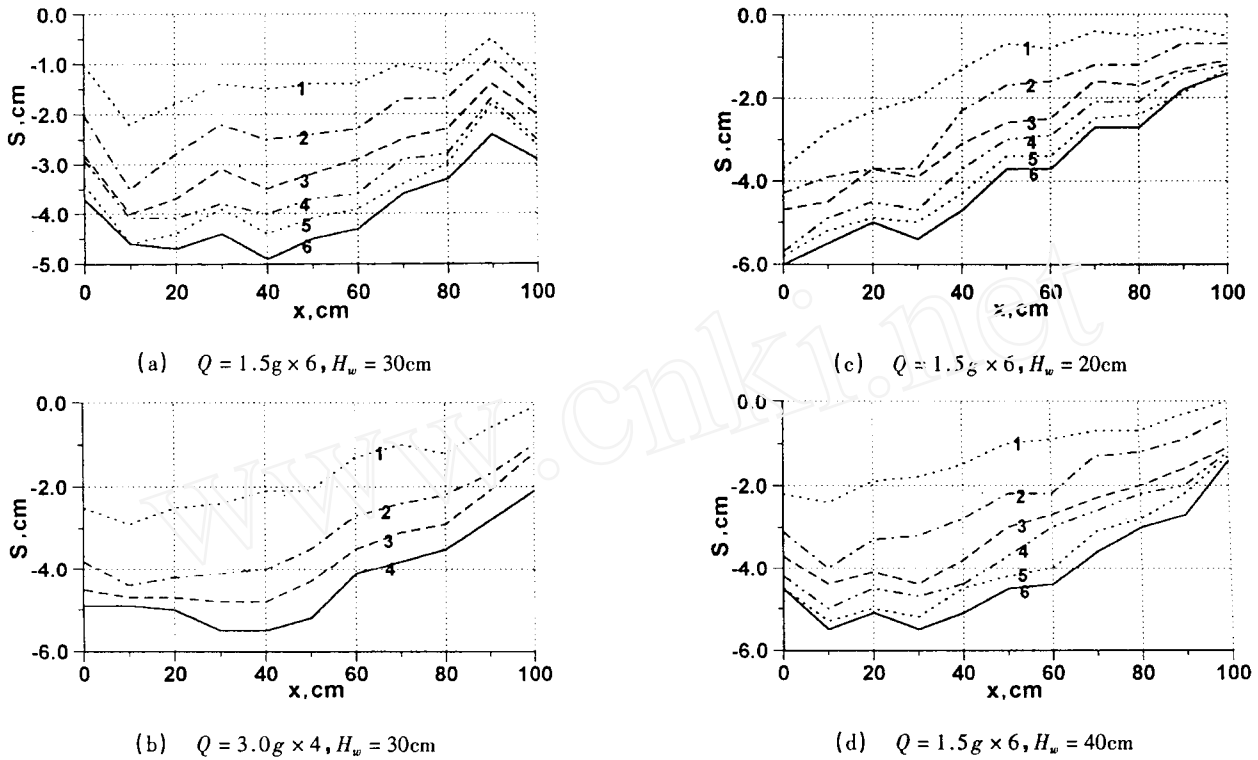 0.0
-1.0
-2.0
-3.0
-4.0
-5.0
S,cm
1
2
3
4
5
6
0 20 40 60 80 100
x,cm
(a) Q = 1.5g × 6, H_w = 30cm
0.0
-2.0
-4.0
-6.0
S,cm
1
2
3
4
5
6
0 20 40 60 80 100
x,cm
(c) Q = 1.5g × 6, H_w = 20cm
0.0
-2.0
-4.0
-6.0
S,cm
1
2
3
4
0 20 40 60 80 100
x,cm
(b) Q = 3.0g × 4, H_w = 30cm
0.0
-2.0
-4.0
-6.0
S,cm
1
2
3
4
5
6
0 20 40 60 80 100
x,cm
(d) Q = 1.5g × 6, H_w = 40cm
www.cnki.net